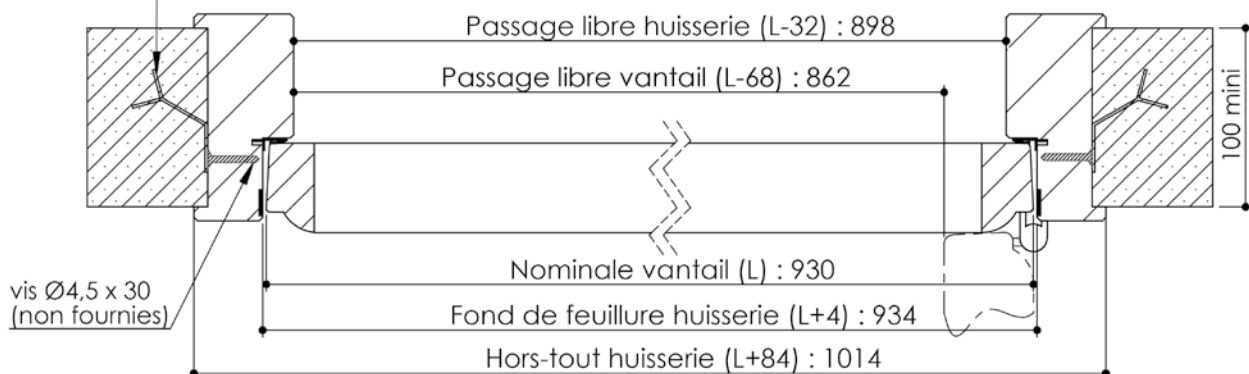 Passage libre huisserie (L-32) : 898
Passage libre vantail (L-68) : 862
100 mini
Nominale vantail (L) : 930
vis Ø4,5 x 30
(non fournies)
Fond de feuillure huisserie (L+4) : 934
Hors-tout huisserie (L+84) : 1014